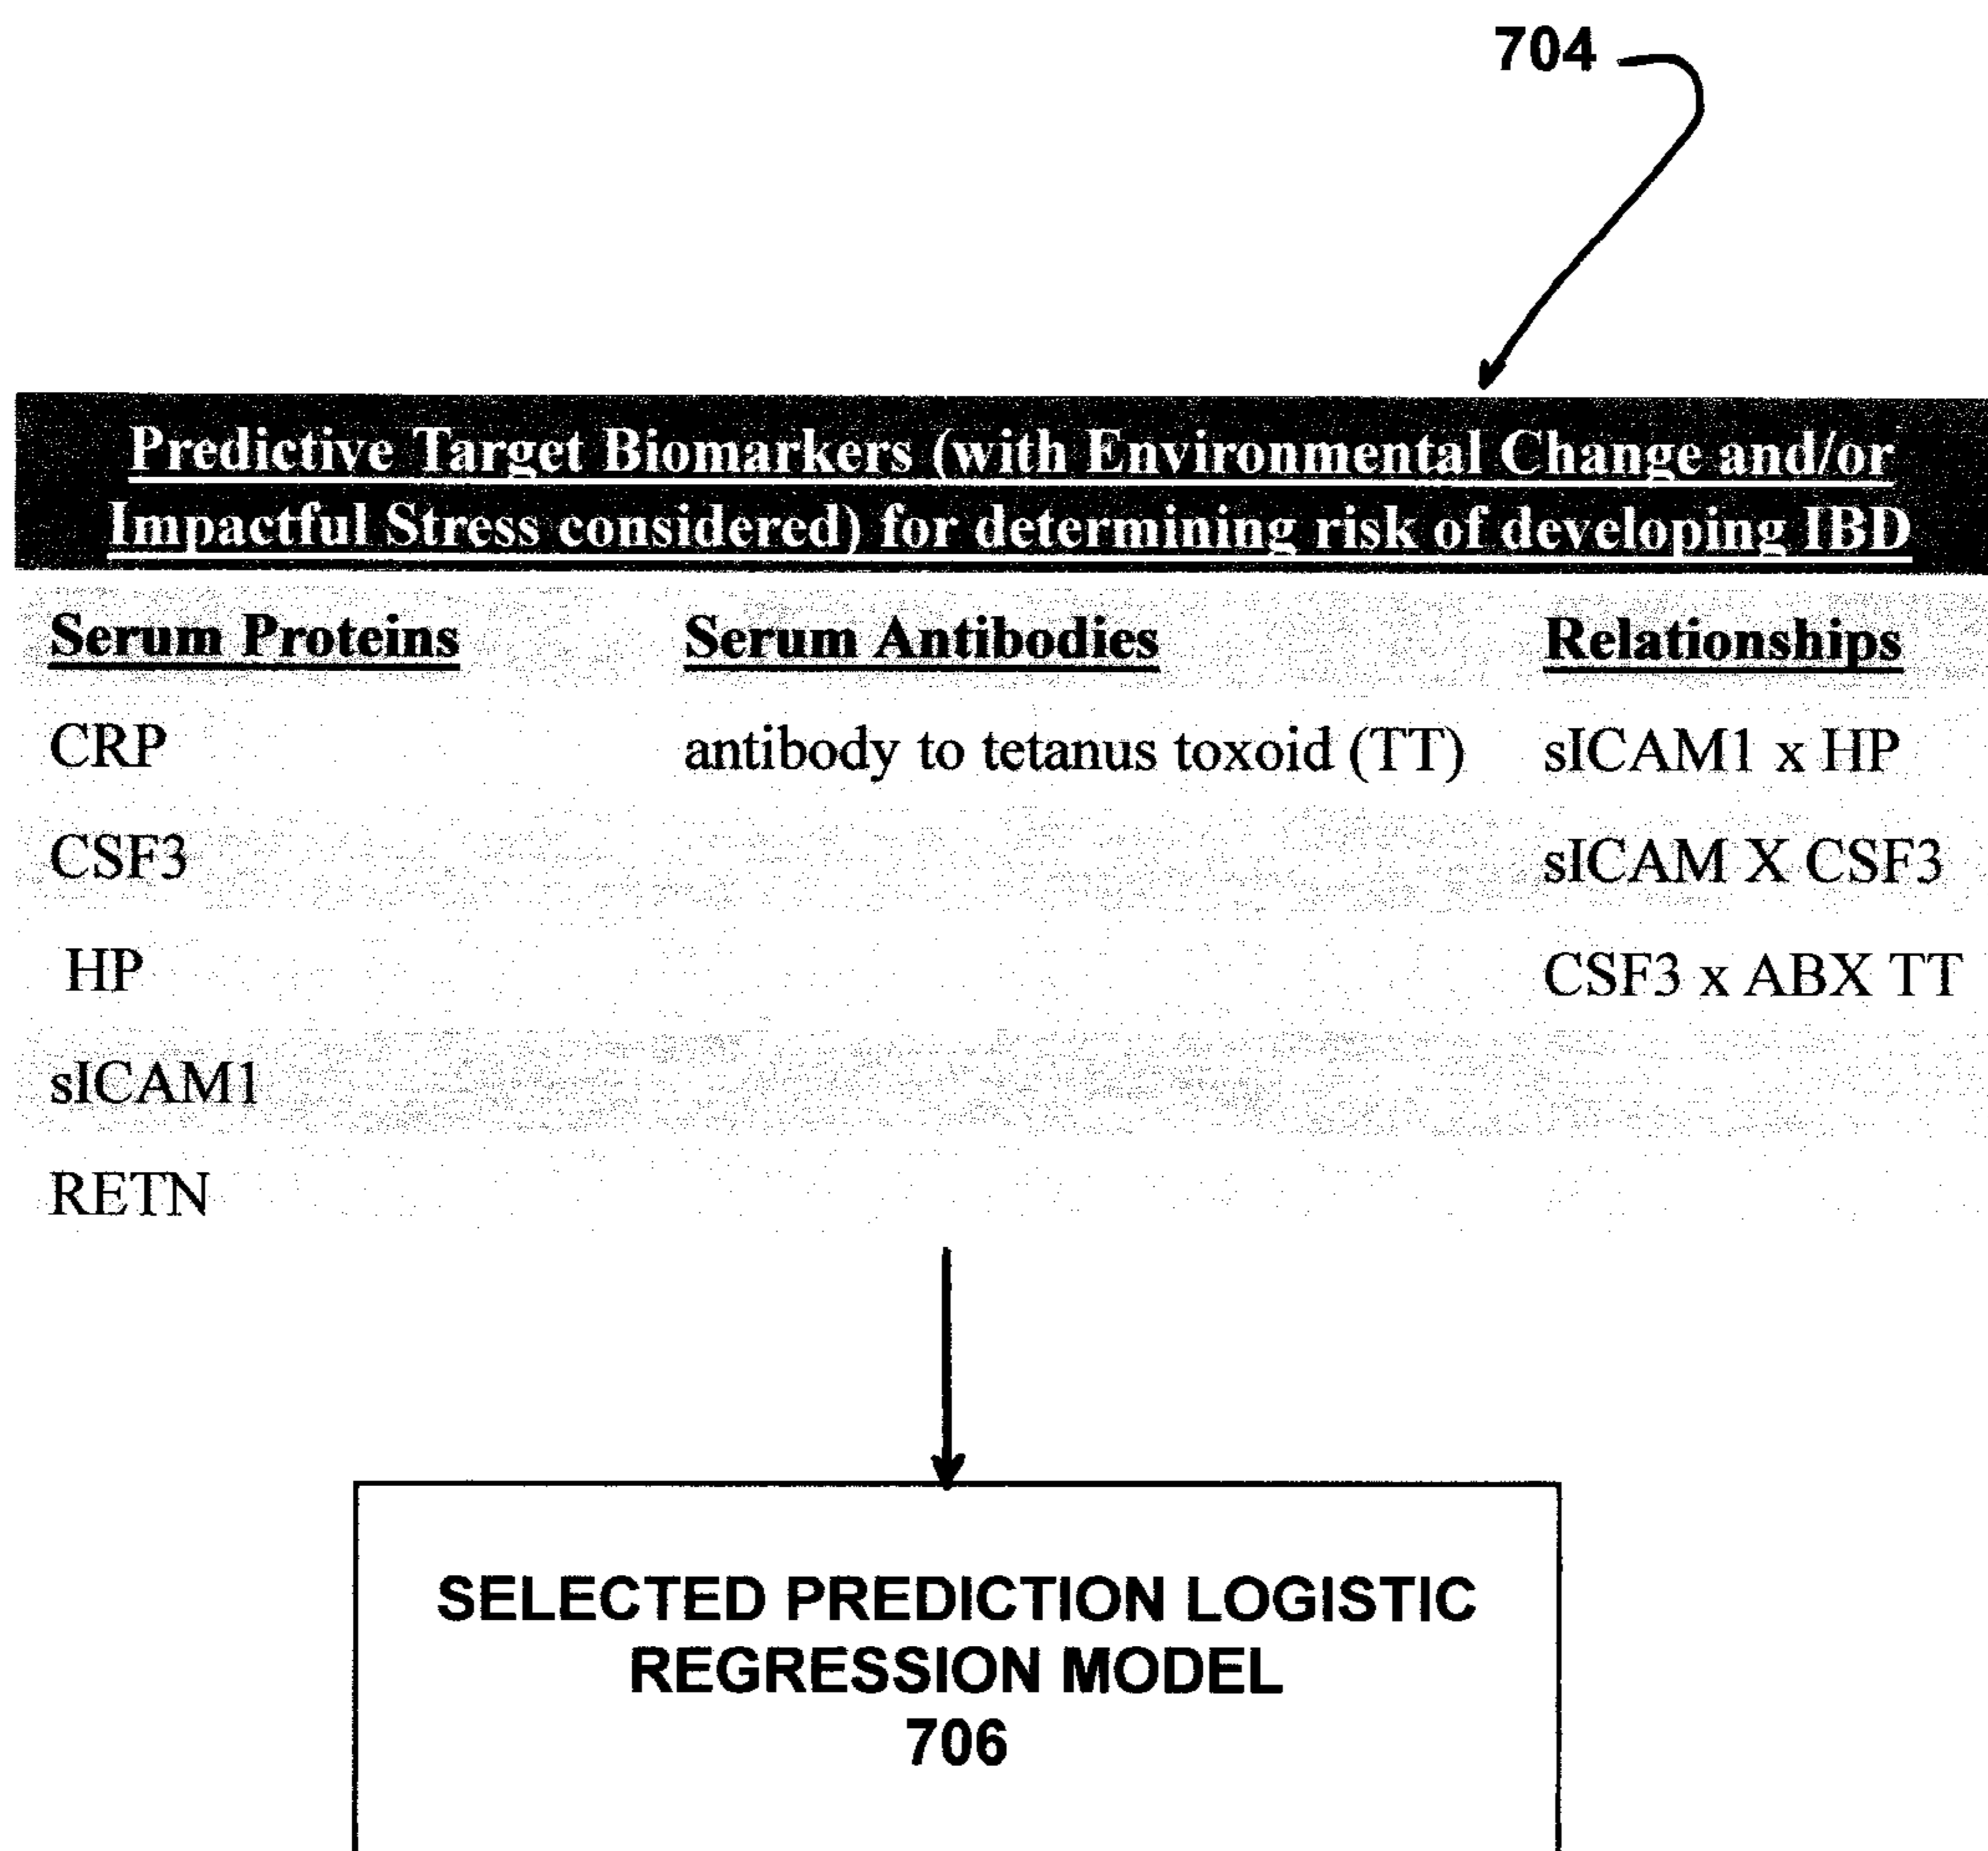 704
Predictive Target Biomarkers (with Environmental Change and/or
Impactful Stress considered) for determining risk of developing IBD
Serum Proteins Serum Antibodies Relationships
CRP antibody to tetanus toxoid (TT) sICAM1 x HP
CSF3 sICAM X CSF3
HP CSF3 x ABX TT
sICAM1
RETN
SELECTED PREDICTION LOGISTIC
REGRESSION MODEL
706